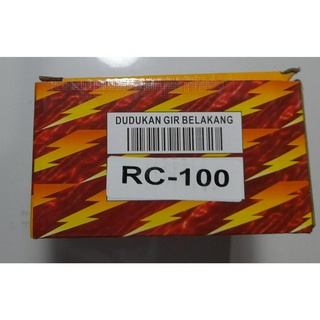 DUDUKAN GIR BELAKANG
RC-100